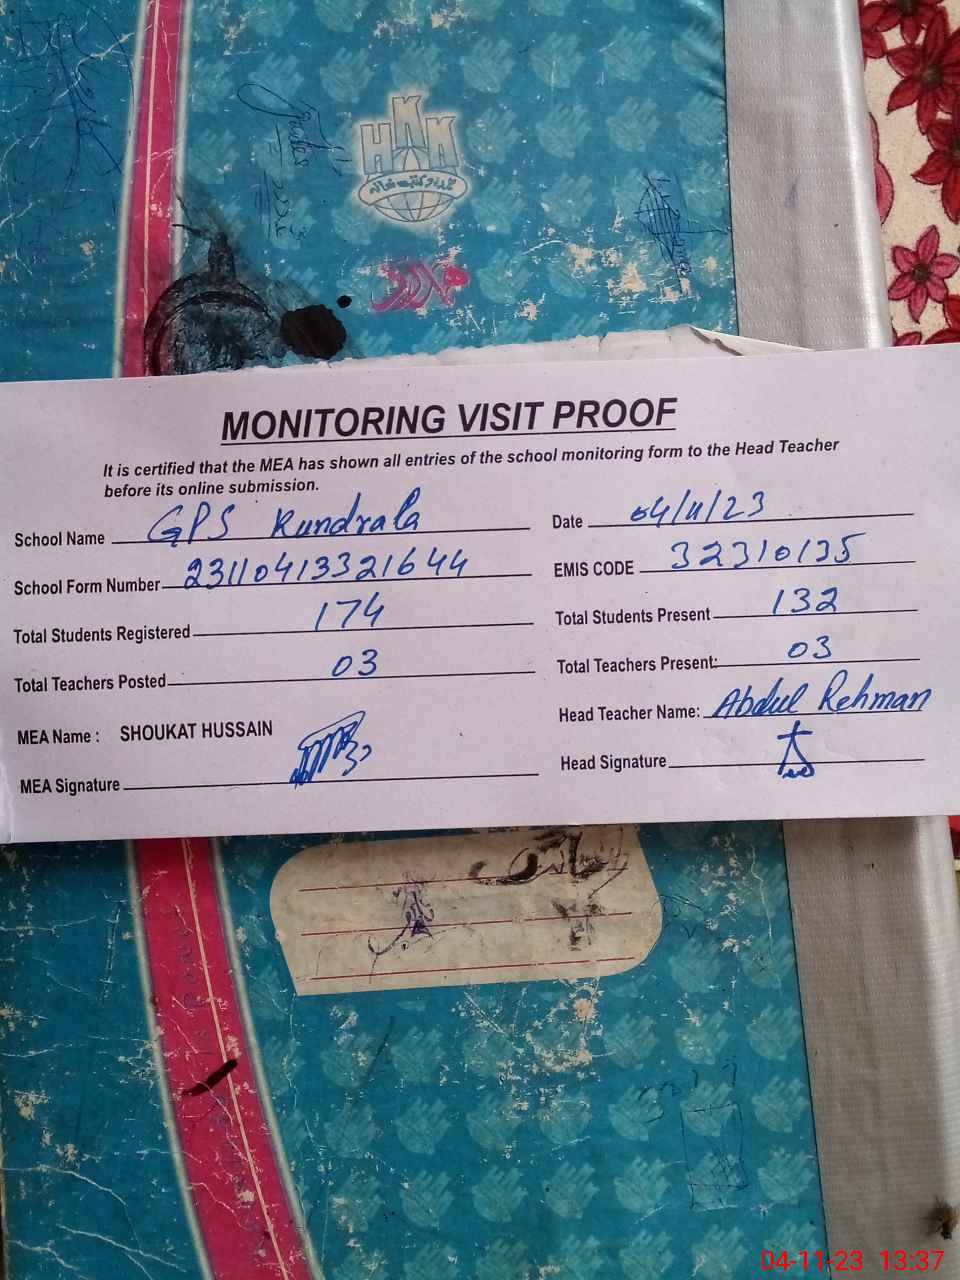 HKK
MONITORING VISIT PROOF
It is certified that the MEA has shown all entries of the school monitoring form to the Head Teacher
before its online submission.
School Name GPS Kundrala Date 04/11/23
School Form Number 23110413321644 EMIS CODE 32310135
Total Students Registered 174 Total Students Present 132
Total Teachers Posted 03 Total Teachers Present: 03
MEA Name : SHOUKAT HUSSAIN Head Teacher Name: Abdul Rehman
MEA Signature Head Signature
04-11-23 13:37